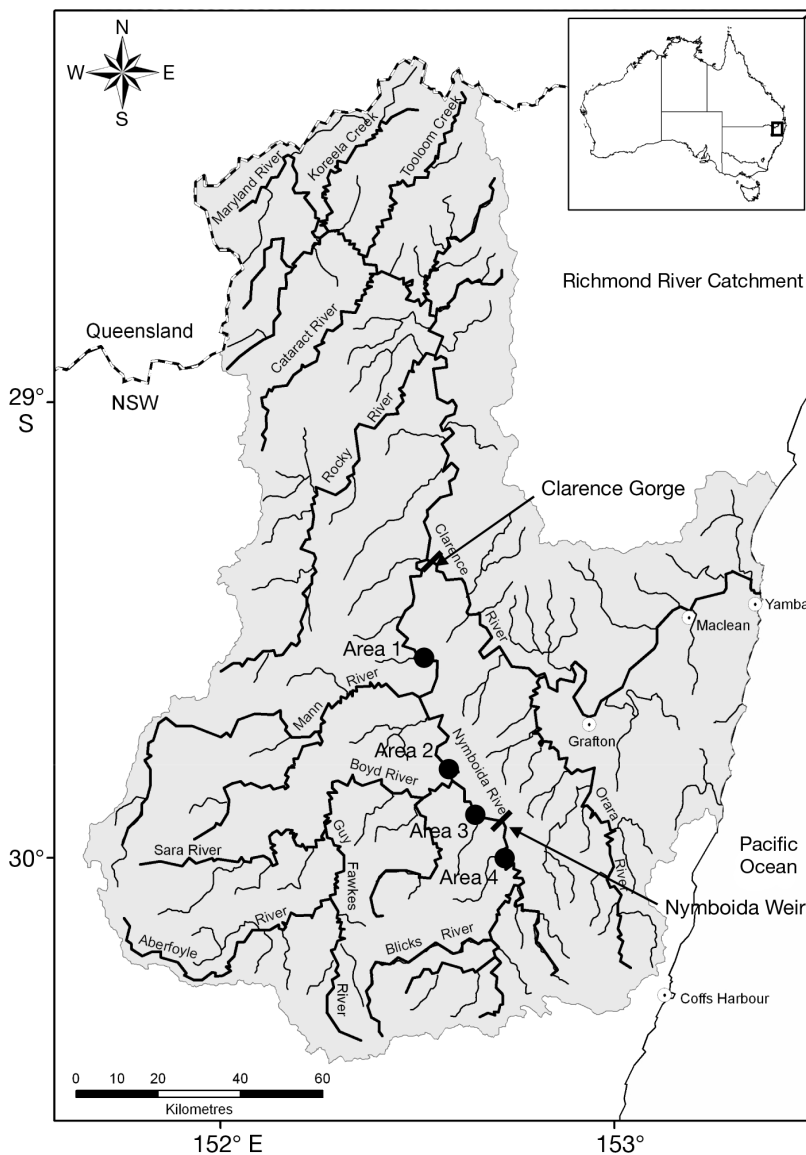 N
W
E
S
Maryland River
Koreela Creek
Tooloom Creek
Richmond River Catchment
Queensland
NSW
Cataract River
29°
S
Rocky
River
Clarence Gorge
Clarence
River
Yamba
Maclean
Area 1
Mann
River
Grafton
Area 2
Nymboida River
Boyd River
Orara
River
Area 3
Guy
Fawkes
River
Sara River
Pacific
Ocean
30°
Area 4
Nymboida Weir
Aberfoyle
River
Blicks
River
Coffs Harbour
0
10
20
40
60
Kilometres
152° E
153°